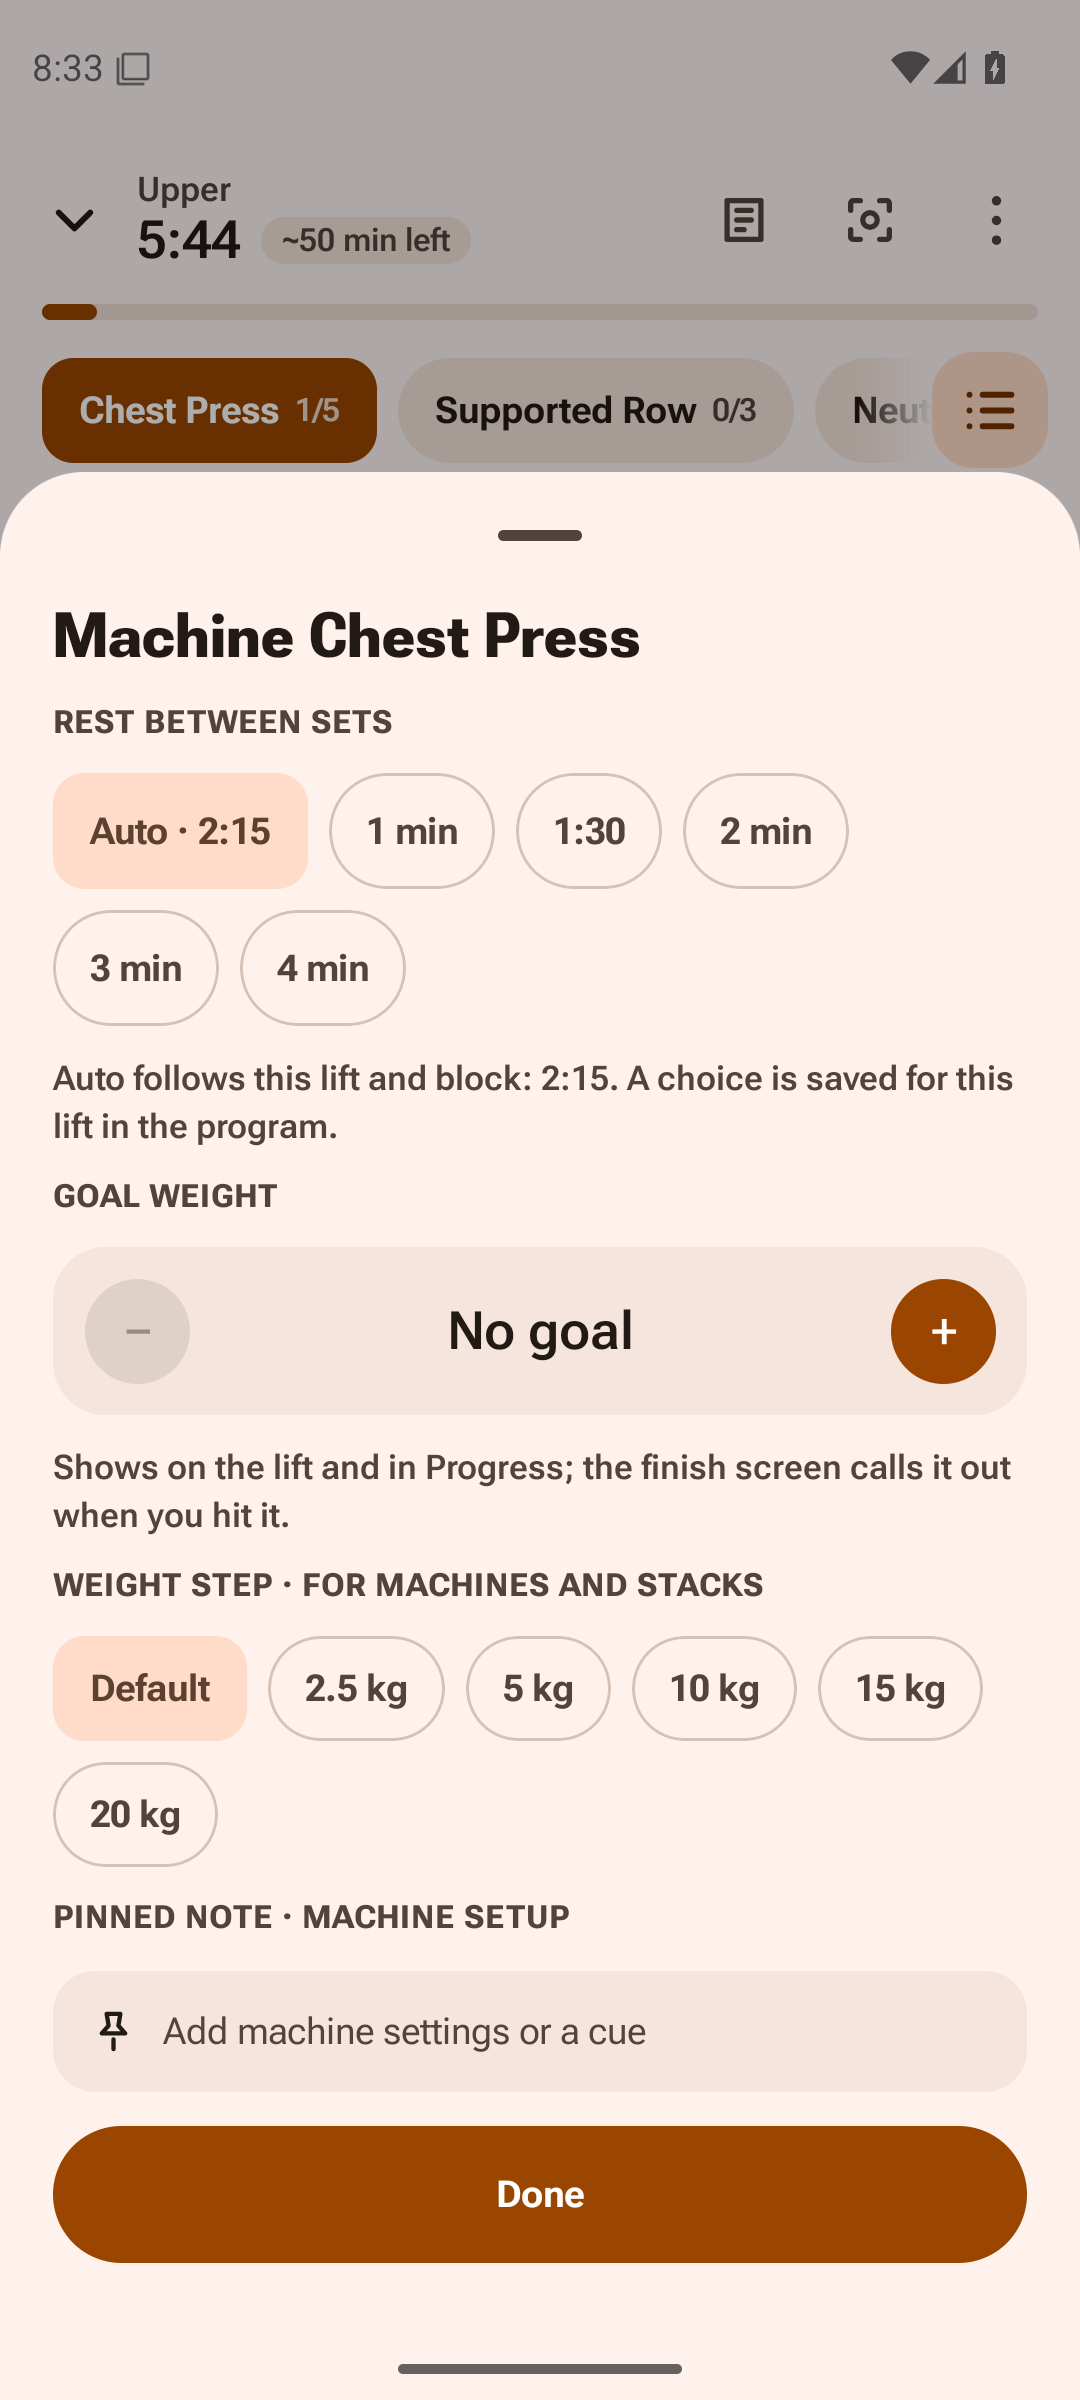 8:33
Upper
5:44 ~50 min left
Chest Press 1/5 Supported Row 0/3 Neut
Machine Chest Press
REST BETWEEN SETS
Auto · 2:15 1 min 1:30 2 min
3 min 4 min
Auto follows this lift and block: 2:15. A choice is saved for this
lift in the program.
GOAL WEIGHT
− No goal +
Shows on the lift and in Progress; the finish screen calls it out
when you hit it.
WEIGHT STEP · FOR MACHINES AND STACKS
Default 2.5 kg 5 kg 10 kg 15 kg
20 kg
PINNED NOTE · MACHINE SETUP
Add machine settings or a cue
Done